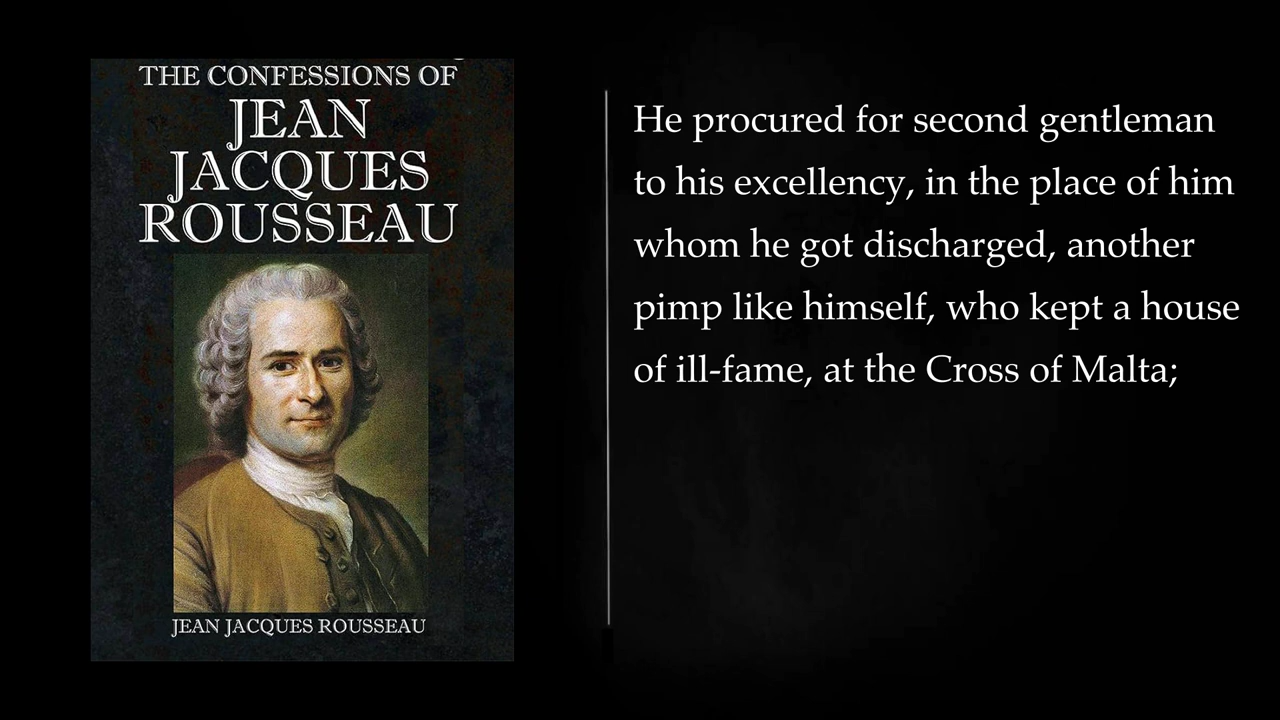 THE CONFESSIONS OF
JEAN
JACQUES
ROUSSEAU
JEAN JACQUES ROUSSEAU
He procured for second gentleman
to his excellency, in the place of him
whom he got discharged, another
pimp like himself, who kept a house
of ill-fame, at the Cross of Malta;